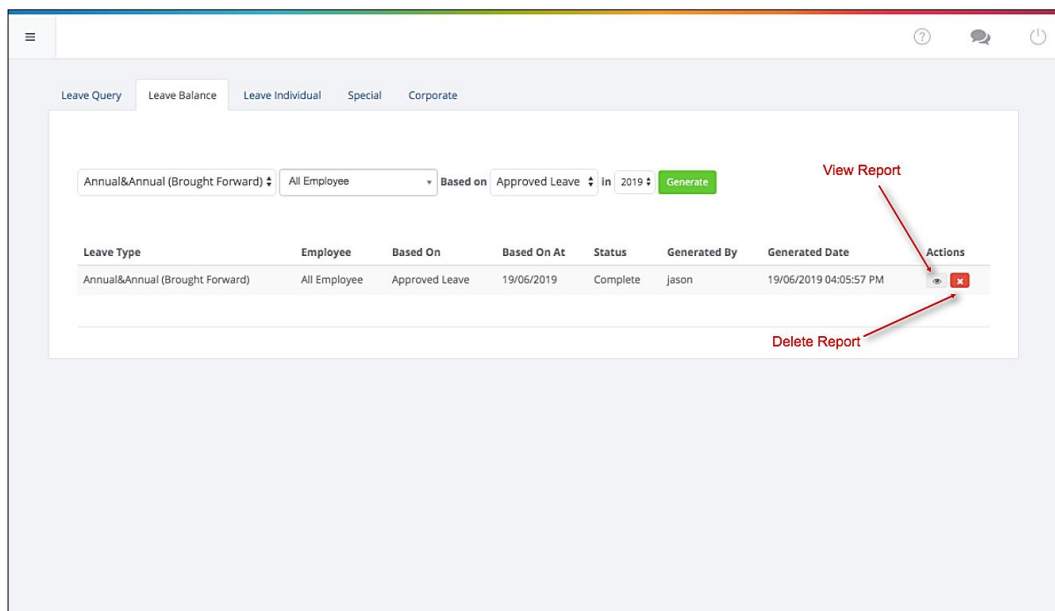 Leave Query Leave Balance Leave Individual Special Corporate
View Report
Annual&Annual (Brought Forward) All Employee Based on Approved Leave in 2019 Generate
Leave Type Employee Based On Based On At Status Generated By Generated Date Actions
Annual&Annual (Brought Forward) All Employee Approved Leave 19/06/2019 Complete jason 19/06/2019 04:05:57 PM
Delete Report